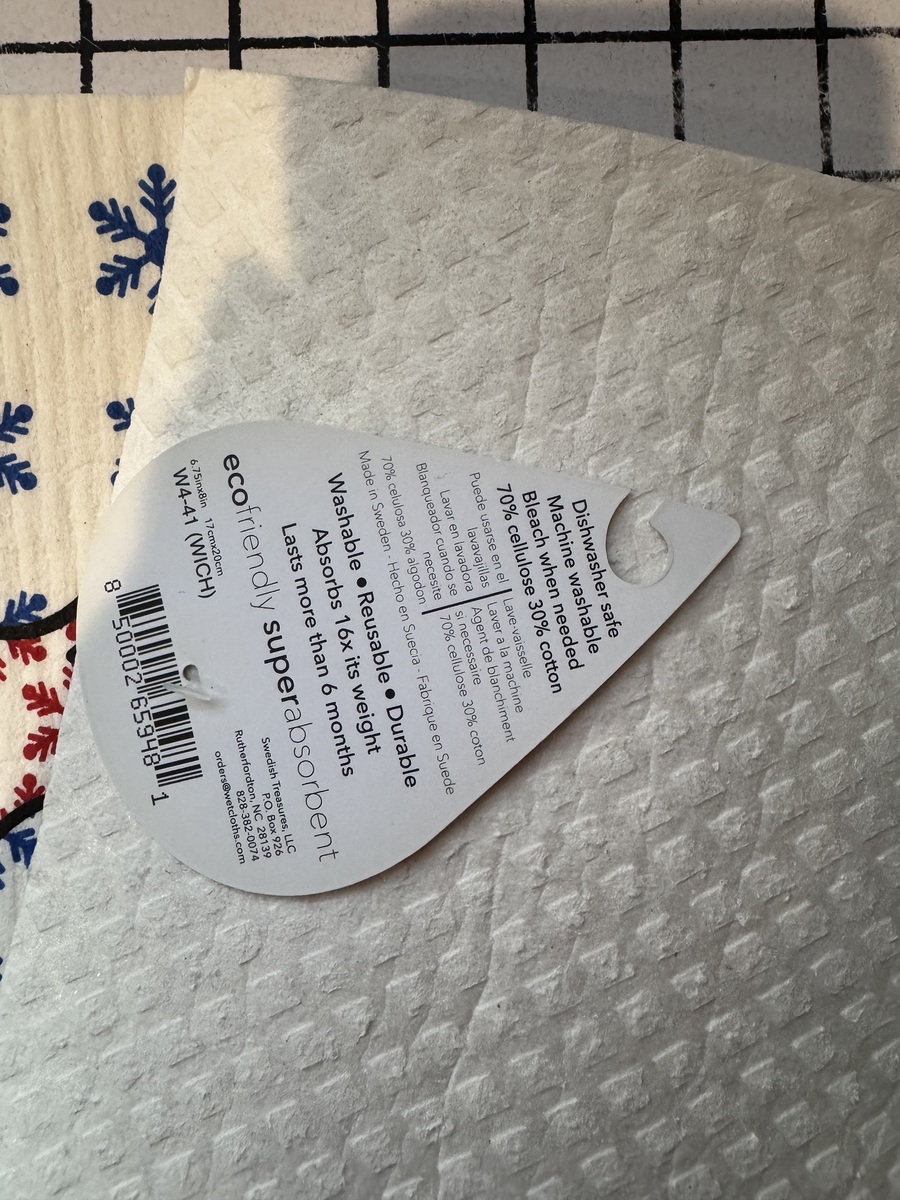 Dishwasher safe
Machine washable
Bleach when needed
70% cellulose 30% cotton
Puede usarse en el
lavavajillas
Lavar en lavadora
Blanqueador cuando se
necesite
70% celulosa 30% algodon
Lave-vaisselle
Laver a la machine
Agent de blanchiment
si necessaire
70% cellulose 30% coton
Made in Sweden - Hecho en Suecia - Fabrique en Suede
Washable • Reusable • Durable
Absorbs 16x its weight
Lasts more than 6 months
ecofriendly superabsorbent
6.75inx8in 17cmx20cm
W4-41 (WICH)
Swedish Treasures, LLC
P.O. Box 926
Rutherfordton, NC 28139
828-382-0074
orders@wetcloths.com
8 50002 65948 1